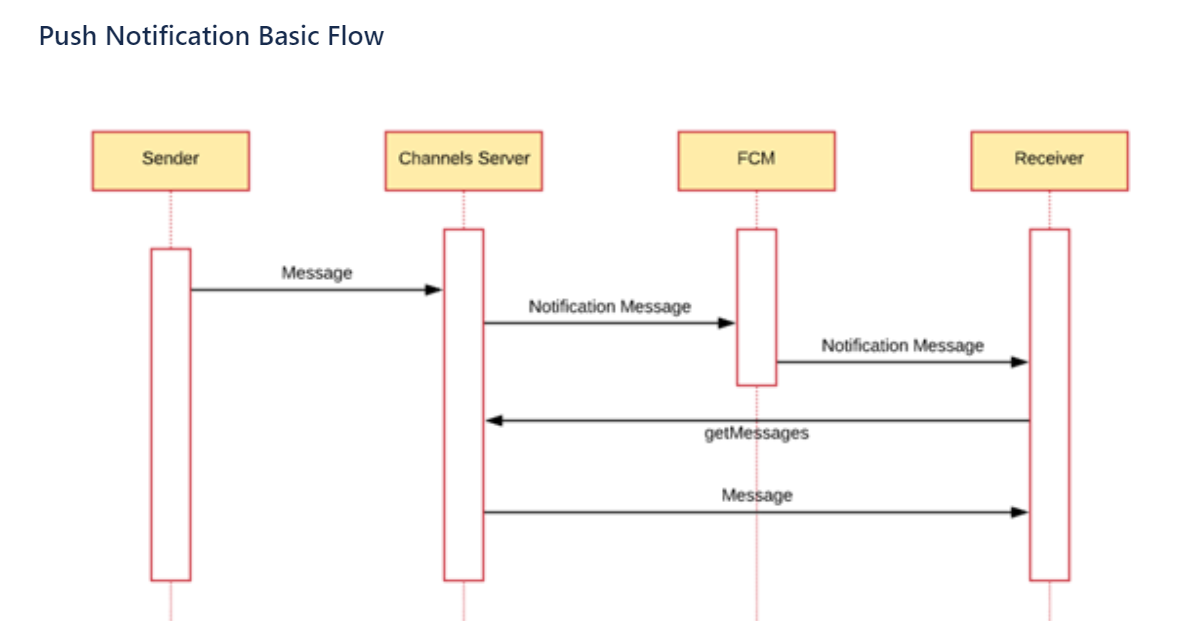 Push Notification Basic Flow
Sender
Channels Server
FCM
Receiver
Message
Notification Message
Notification Message
getMessages
Message